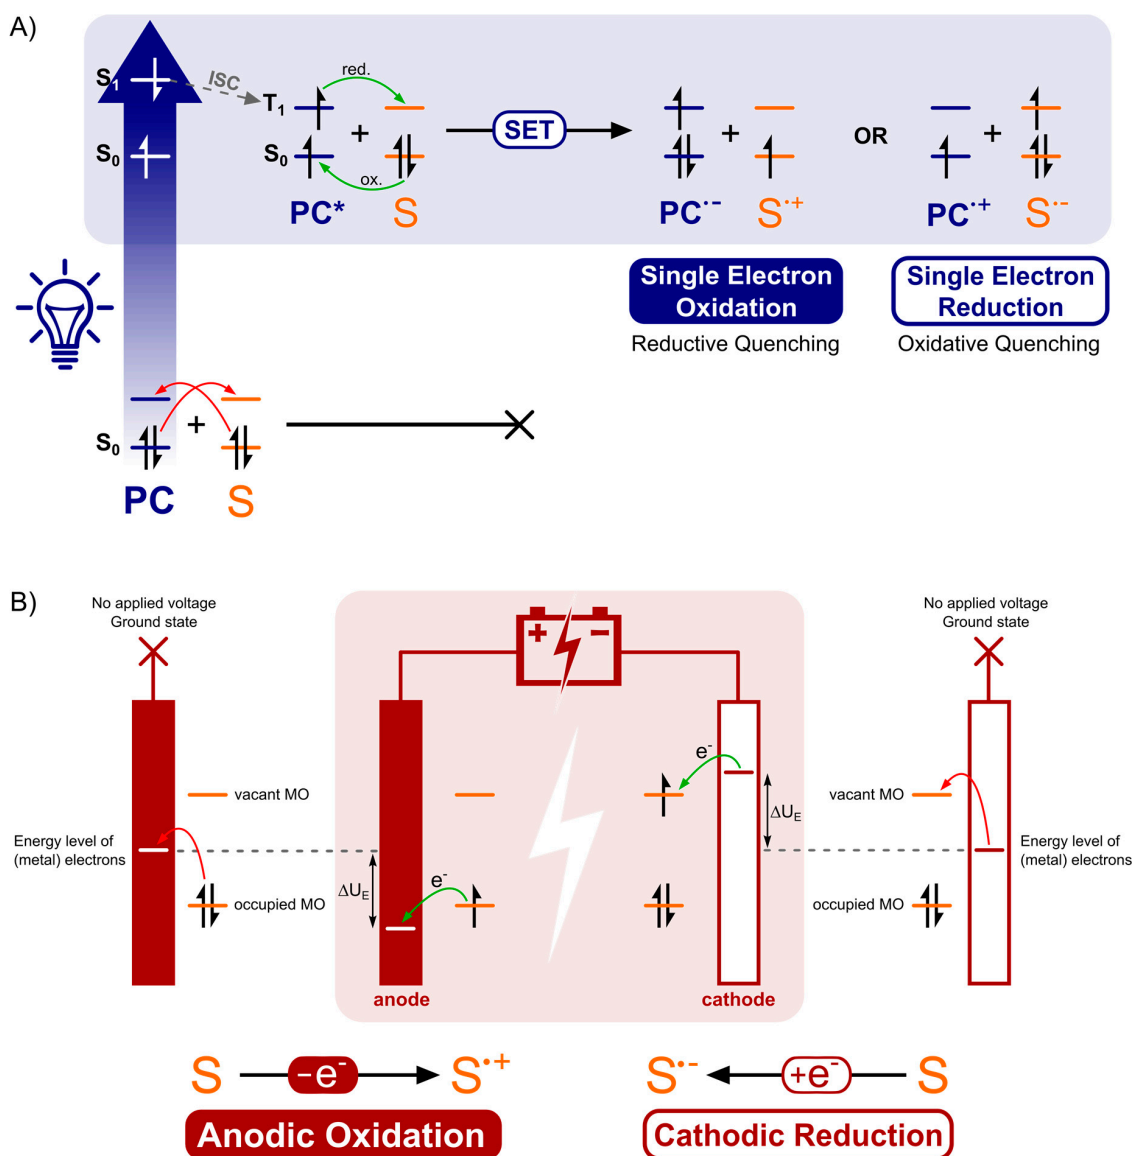 A)
S₁
ISC
T₁
red.
S₀
S₀
+
ox.
PC*
S
SET
+
PC·-
S·+
OR
+
PC·+
S·-
Single Electron
Oxidation
Reductive Quenching
Single Electron
Reduction
Oxidative Quenching
S₀
+
PC
S
B)
No applied voltage
Ground state
+
-
No applied voltage
Ground state
vacant MO
Energy level of
(metal) electrons
occupied MO
ΔU_E
e⁻
anode
e⁻
ΔU_E
cathode
vacant MO
Energy level of
(metal) electrons
occupied MO
S
-e⁻
S·+
Anodic Oxidation
S·-
+e⁻
S
Cathodic Reduction